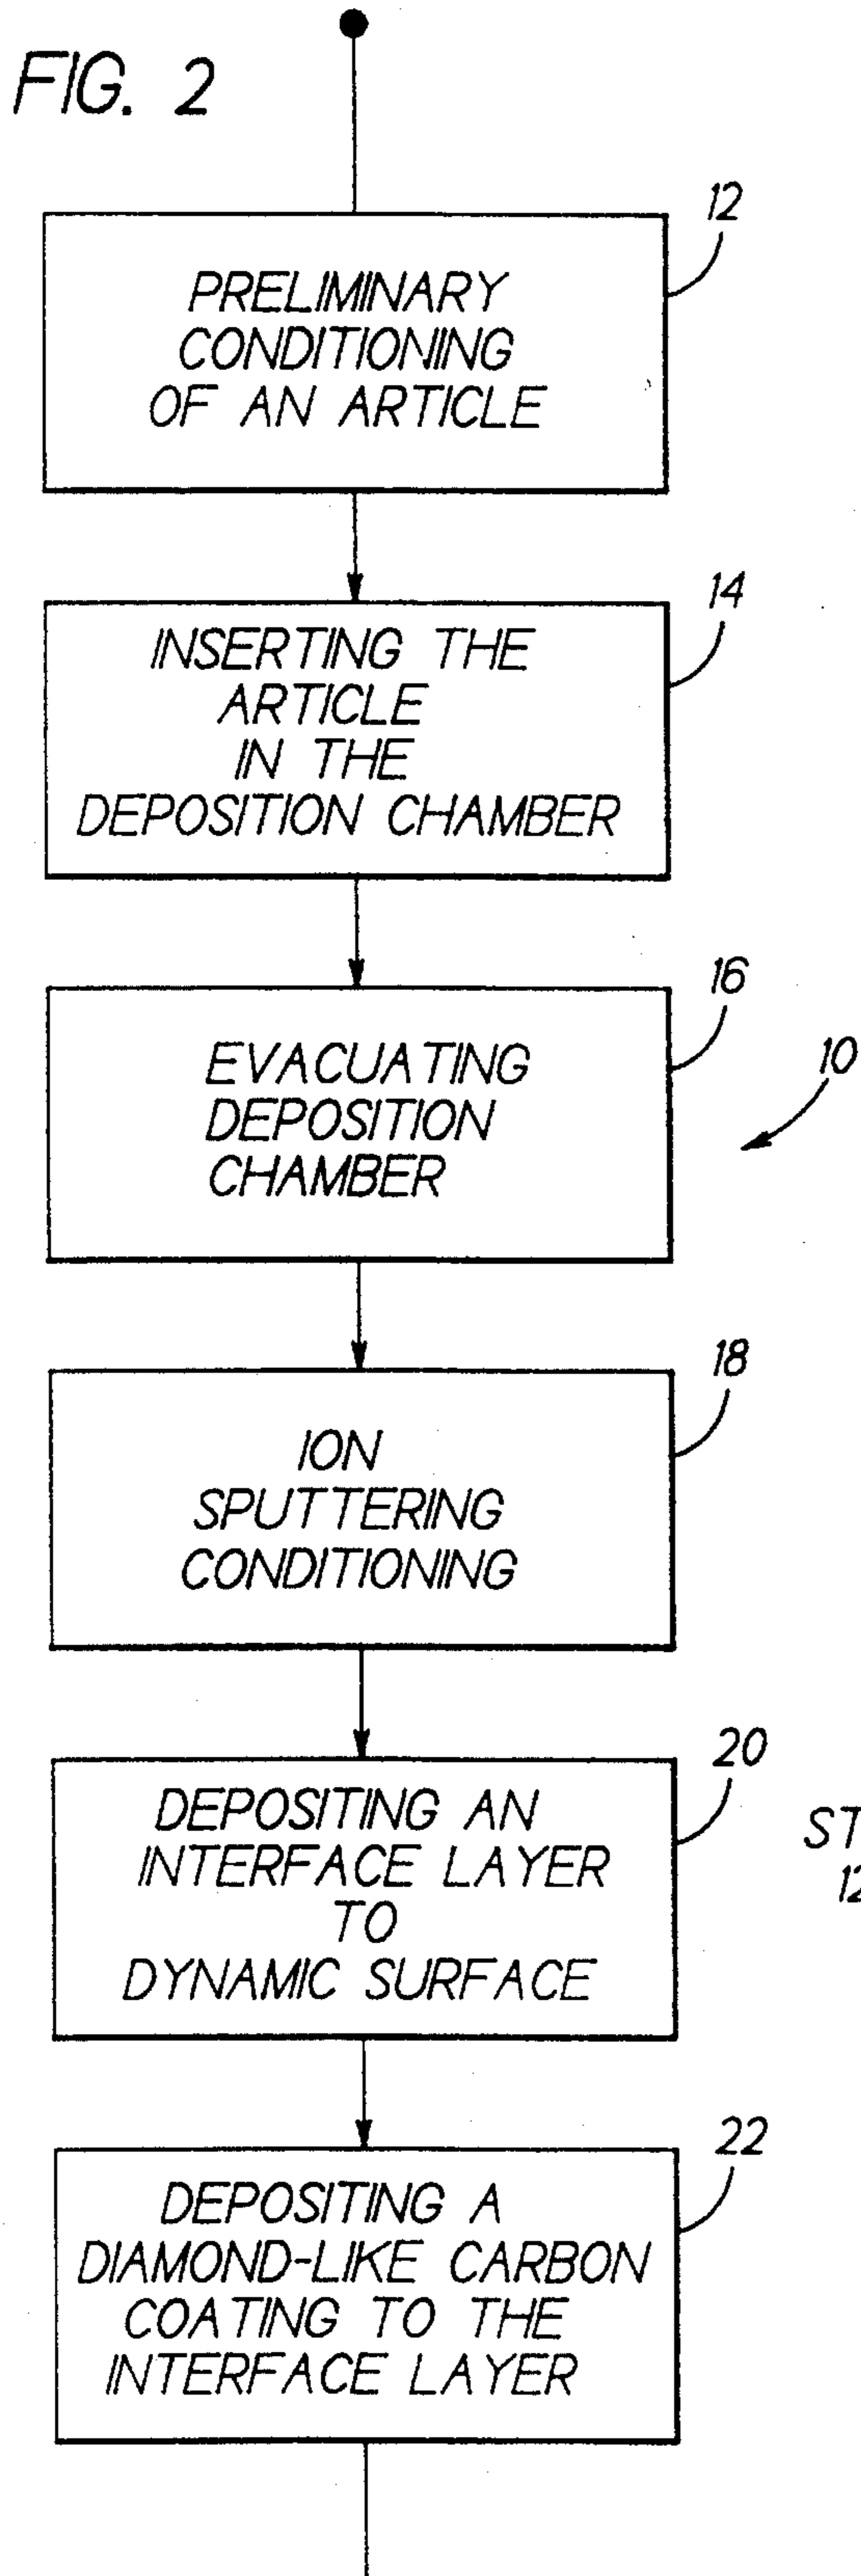 FIG. 2
12
PRELIMINARY
CONDITIONING
OF AN ARTICLE
14
INSERTING THE
ARTICLE
IN THE
DEPOSITION CHAMBER
16
EVACUATING
DEPOSITION
CHAMBER
10
18
ION
SPUTTERING
CONDITIONING
20
DEPOSITING AN
INTERFACE LAYER
TO
DYNAMIC SURFACE
ST
12
22
DEPOSITING A
DIAMOND-LIKE CARBON
COATING TO THE
INTERFACE LAYER